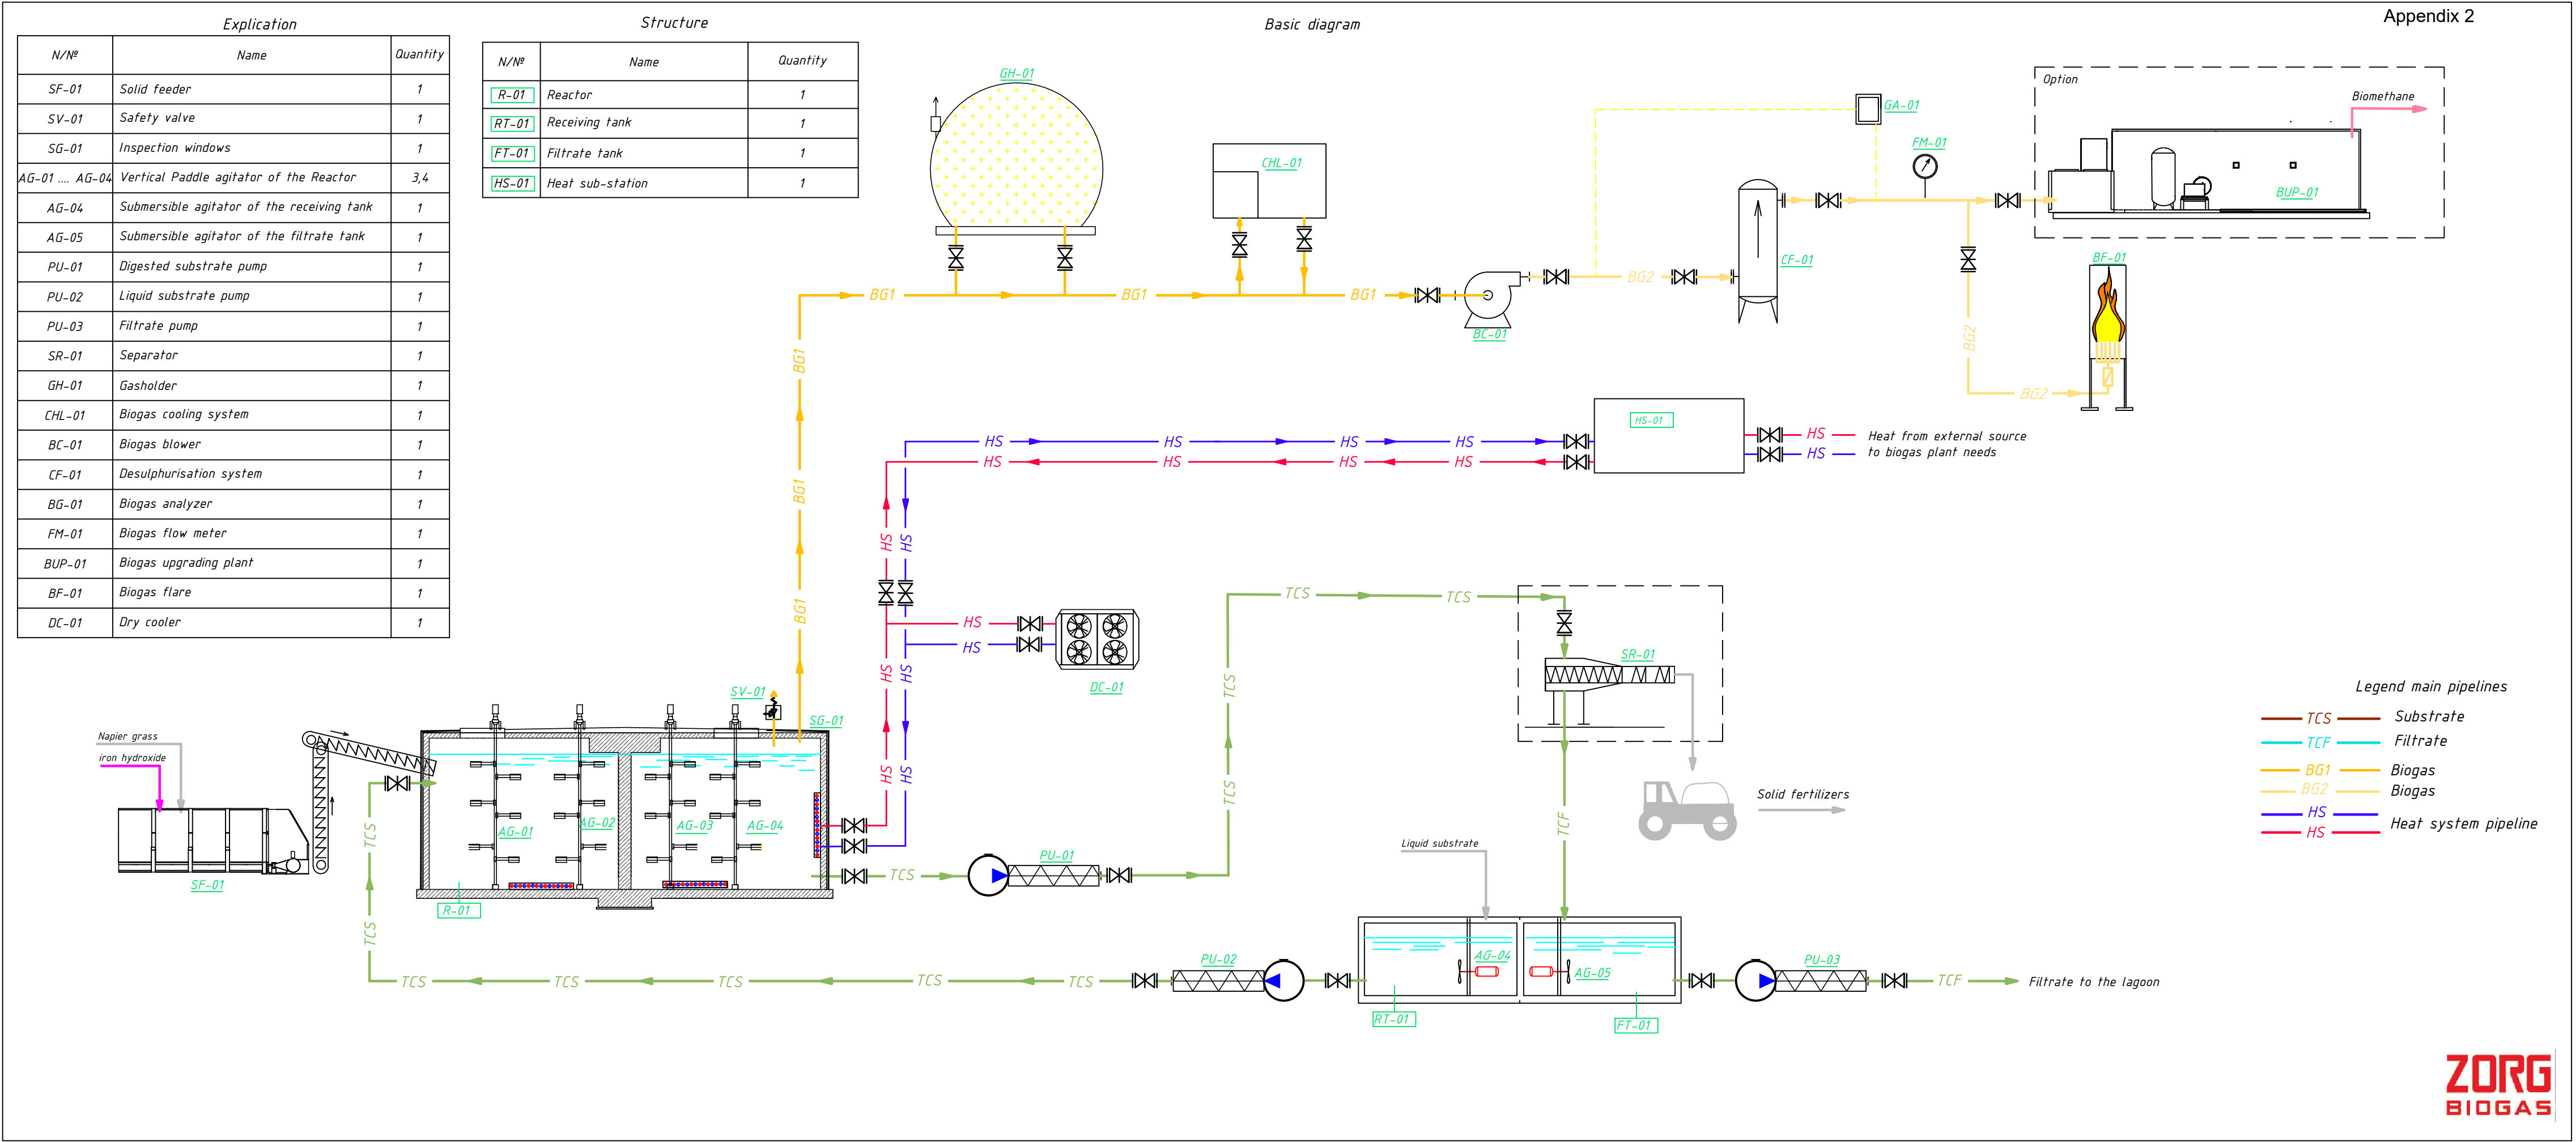 Appendix 2
Explication
N/№ Name Quantity
SF-01 Solid feeder 1
SV-01 Safety valve 1
SG-01 Inspection windows 1
AG-01 .... AG-04 Vertical Paddle agitator of the Reactor 3,4
AG-04 Submersible agitator of the receiving tank 1
AG-05 Submersible agitator of the filtrate tank 1
PU-01 Digested substrate pump 1
PU-02 Liquid substrate pump 1
PU-03 Filtrate pump 1
SR-01 Separator 1
GH-01 Gasholder 1
CHL-01 Biogas cooling system 1
BC-01 Biogas blower 1
CF-01 Desulphurisation system 1
BG-01 Biogas analyzer 1
FM-01 Biogas flow meter 1
BUP-01 Biogas upgrading plant 1
BF-01 Biogas flare 1
DC-01 Dry cooler 1
Structure
N/№ Name Quantity
R-01 Reactor 1
RT-01 Receiving tank 1
FT-01 Filtrate tank 1
HS-01 Heat sub-station 1
Basic diagram
GH-01
CHL-01
GA-01
FM-01
Option
Biomethane
BUP-01
CF-01
BF-01
BG1 BG1 BG1
BC-01
BG2
BG2
BG2
BG1
BG1
BG1
HS-01
HS HS HS HS
HS HS HS HS
HS
HS
Heat from external source
to biogas plant needs
HS HS
HS
HS
HS HS
HS HS
DC-01
TCS TCS
TCS
TCS
SR-01
SV-01
SG-01
Napier grass
iron hydroxide
SF-01
AG-01
AG-02
AG-03
AG-04
R-01
TCS
TCS
TCS
PU-01
TCF
Solid fertilizers
Liquid substrate
Legend main pipelines
TCS Substrate
TCF Filtrate
BG1 Biogas
BG2 Biogas
HS
HS
Heat system pipeline
TCS TCS TCS TCS TCS
PU-02
AG-04
AG-05
RT-01
FT-01
PU-03
TCF
Filtrate to the lagoon
ZORG
BIOGAS